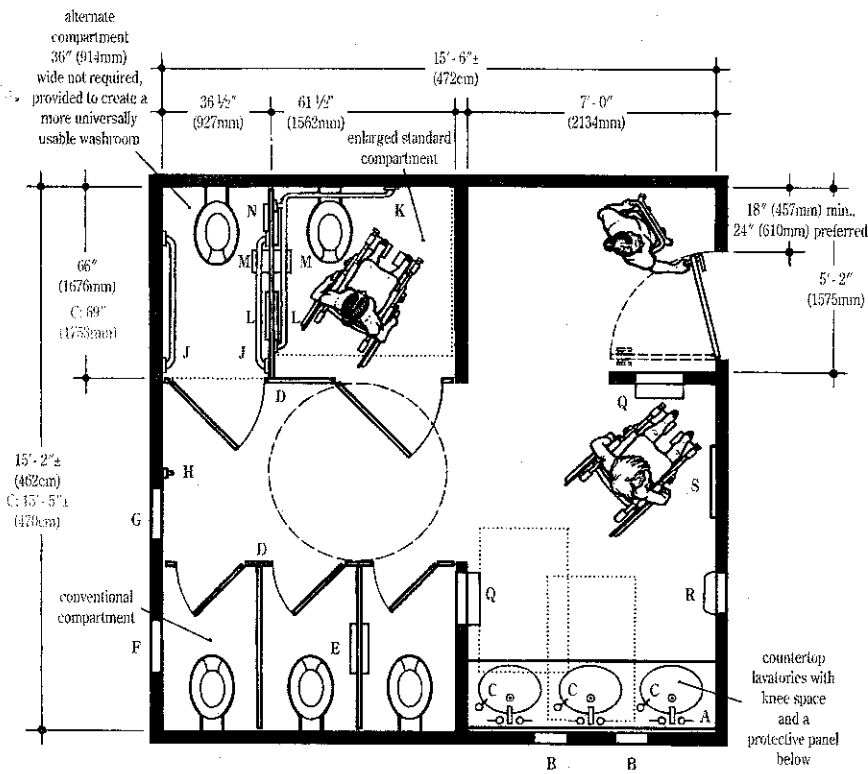 alternate
compartment
36" (914mm)
wide not required,
provided to create a
more universally
usable washroom
15'- 6"±
(472cm)
36 ½"
(927mm)
61 ½"
(1562mm)
7'- 0"
(2134mm)
enlarged standard
compartment
18" (457mm) min.,
24" (610mm) preferred
5'- 2"
(1575mm)
66"
(1676mm)
C: 69"
(1753mm)
N
K
M
M
L
L
J
J
D
Q
H
S
G
15'- 2"±
(462cm)
C: 15'- 5"±
(470cm)
D
Q
R
conventional
compartment
E
F
C
C
C
A
countertop
lavatories with
knee space
and a
protective panel
below
B
B